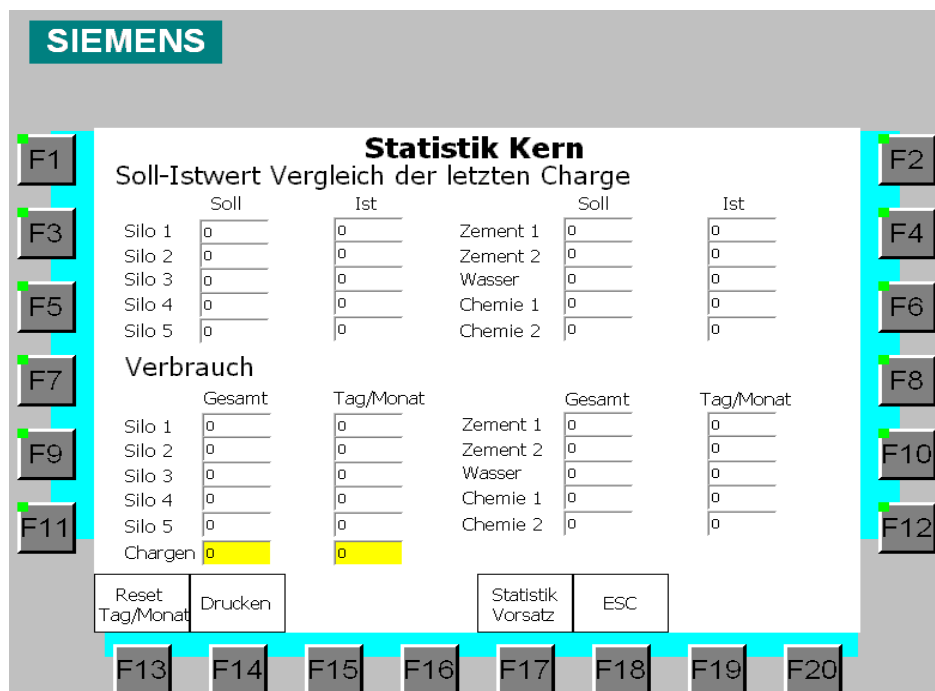 SIEMENS
Statistik Kern
Soll-Istwert Vergleich der letzten Charge
Soll Ist Soll Ist
Silo 1 0 0 Zement 1 0 0
Silo 2 0 0 Zement 2 0 0
Silo 3 0 0 Wasser 0 0
Silo 4 0 0 Chemie 1 0 0
Silo 5 0 0 Chemie 2 0 0
Verbrauch
Gesamt Tag/Monat Gesamt Tag/Monat
Silo 1 0 0 Zement 1 0 0
Silo 2 0 0 Zement 2 0 0
Silo 3 0 0 Wasser 0 0
Silo 4 0 0 Chemie 1 0 0
Silo 5 0 0 Chemie 2 0 0
Chargen 0 0
Reset
Tag/Monat
Drucken
Statistik
Vorsatz
ESC
F1
F3
F5
F7
F9
F11
F2
F4
F6
F8
F10
F12
F13 F14 F15 F16 F17 F18 F19 F20